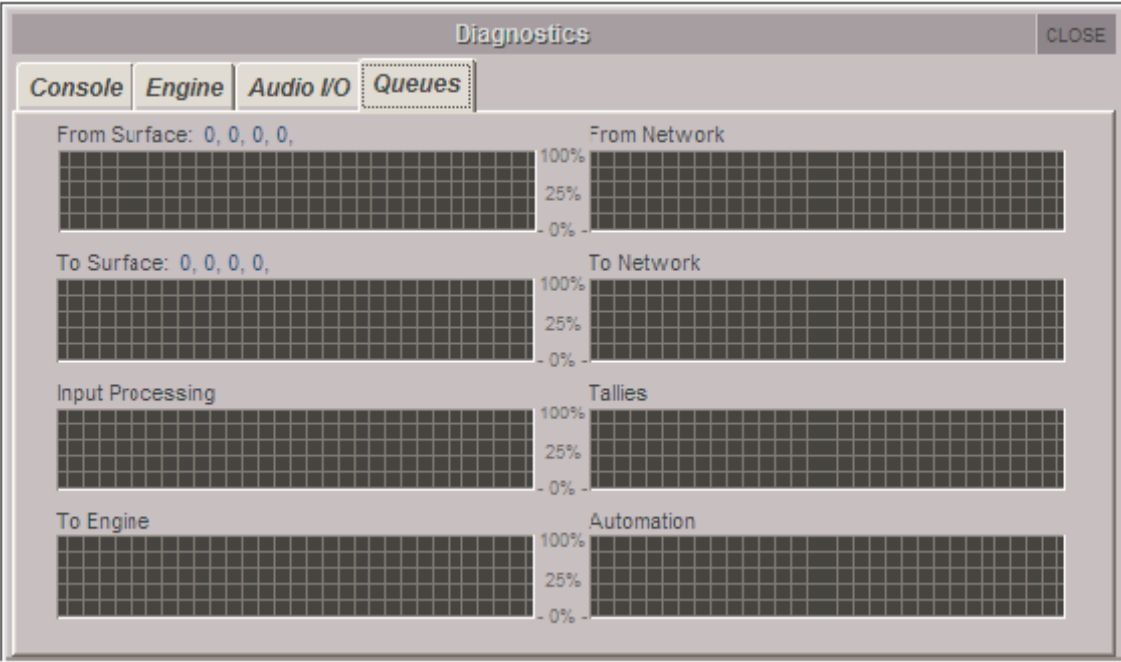 Diagnostics CLOSE
Console Engine Audio I/O Queues
From Surface: 0, 0, 0, 0, From Network
100%
25%
- 0% -
To Surface: 0, 0, 0, 0, To Network
100%
25%
- 0% -
Input Processing Tallies
100%
25%
- 0% -
To Engine Automation
100%
25%
- 0% -